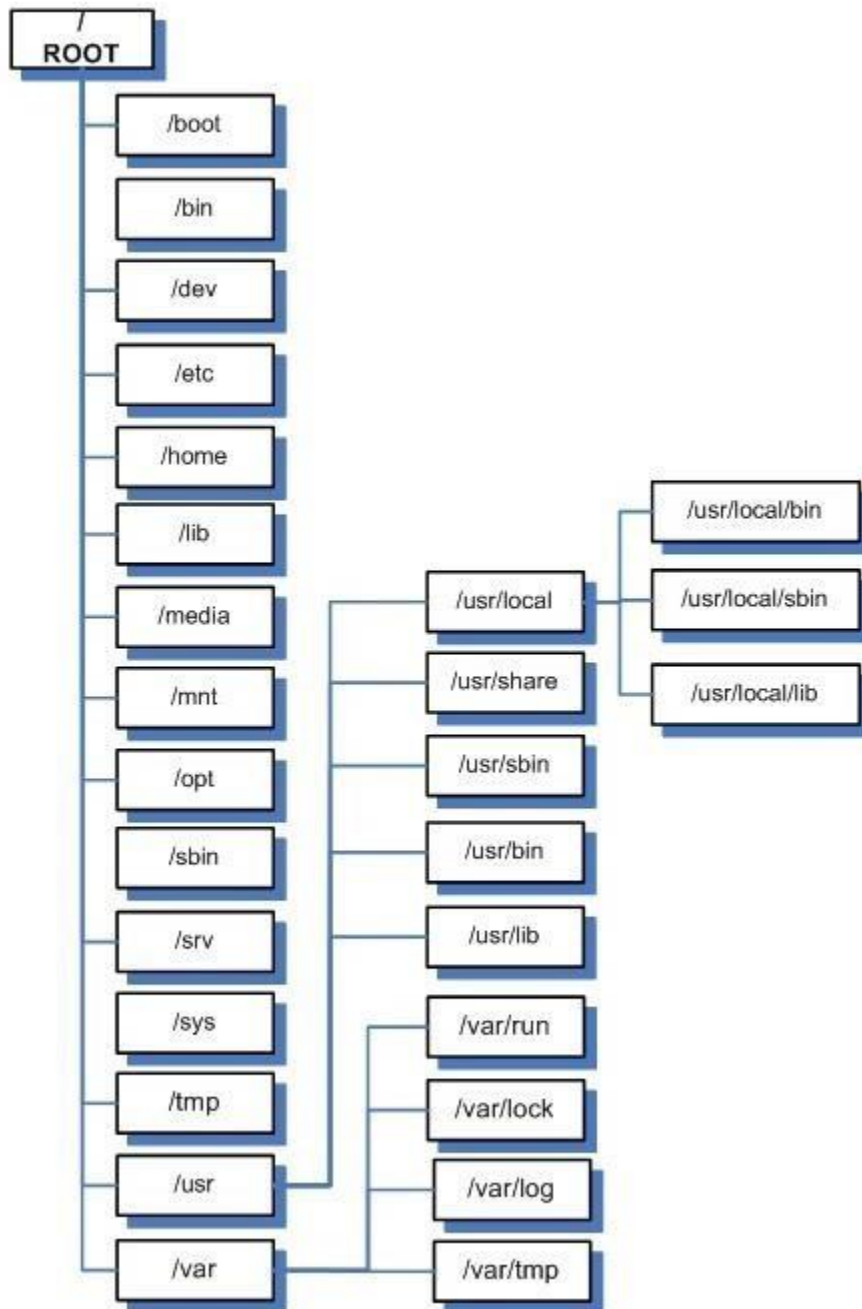 /
ROOT
/boot
/bin
/dev
/etc
/home
/lib
/media
/mnt
/opt
/sbin
/srv
/sys
/tmp
/usr
/var
/usr/local
/usr/share
/usr/sbin
/usr/bin
/usr/lib
/var/run
/var/lock
/var/log
/var/tmp
/usr/local/bin
/usr/local/sbin
/usr/local/lib